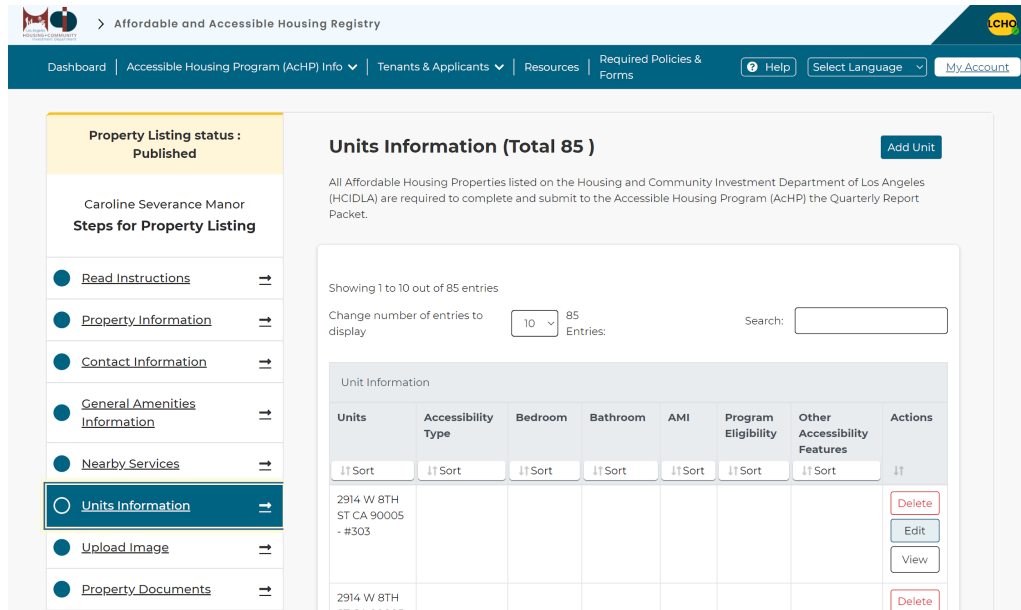 HOUSING+COMMUNITY
Investment Department
> Affordable and Accessible Housing Registry
LCHO
Dashboard | Accessible Housing Program (AcHP) Info | Tenants & Applicants | Resources | Required Policies & Forms
Help
Select Language
My Account
Property Listing status :
Published
Caroline Severance Manor
Steps for Property Listing
Read Instructions
Property Information
Contact Information
General Amenities
Information
Nearby Services
Units Information
Upload Image
Property Documents
Units Information (Total 85 )
Add Unit
All Affordable Housing Properties listed on the Housing and Community Investment Department of Los Angeles
(HCIDLA) are required to complete and submit to the Accessible Housing Program (AcHP) the Quarterly Report
Packet.
Showing 1 to 10 out of 85 entries
Change number of entries to
display
10
85
Entries:
Search:
Unit Information
Units
Accessibility
Type
Bedroom
Bathroom
AMI
Program
Eligibility
Other
Accessibility
Features
Actions
Sort
Sort
Sort
Sort
Sort
Sort
Sort
2914 W 8TH
ST CA 90005
- #303
Delete
Edit
View
2914 W 8TH
Delete